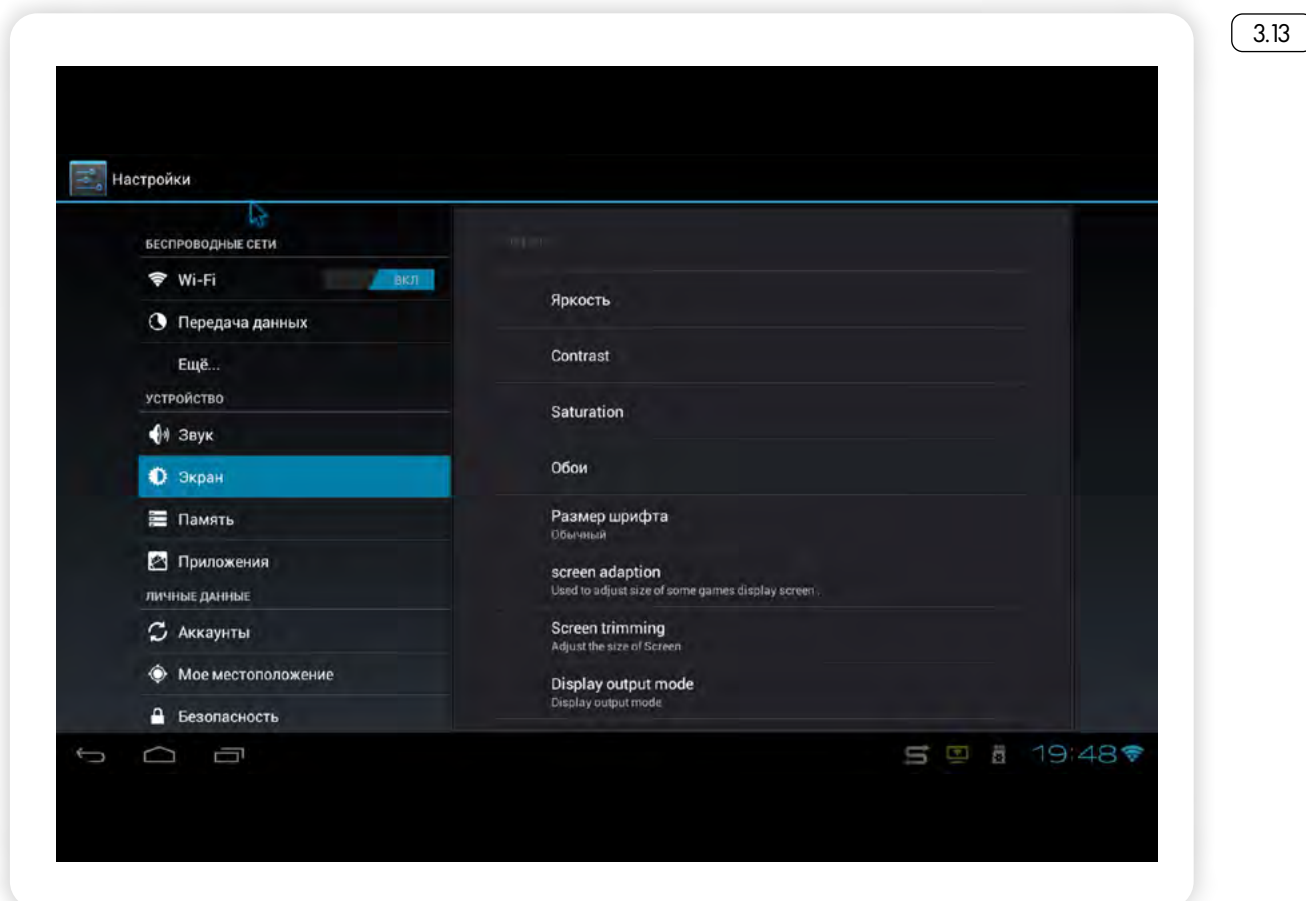 3.13
Настройки
БЕСПРОВОДНЫЕ СЕТИ
Wi-Fi ВКЛ
Передача данных
Ещё...
УСТРОЙСТВО
Звук
Экран
Память
Приложения
ЛИЧНЫЕ ДАННЫЕ
Аккаунты
Мое местоположение
Безопасность
Яркость
Contrast
Saturation
Обои
Размер шрифта
Обычный
screen adaption
Used to adjust size of some games display screen .
Screen trimming
Adjust the size of Screen
Display output mode
Display output mode
19:48